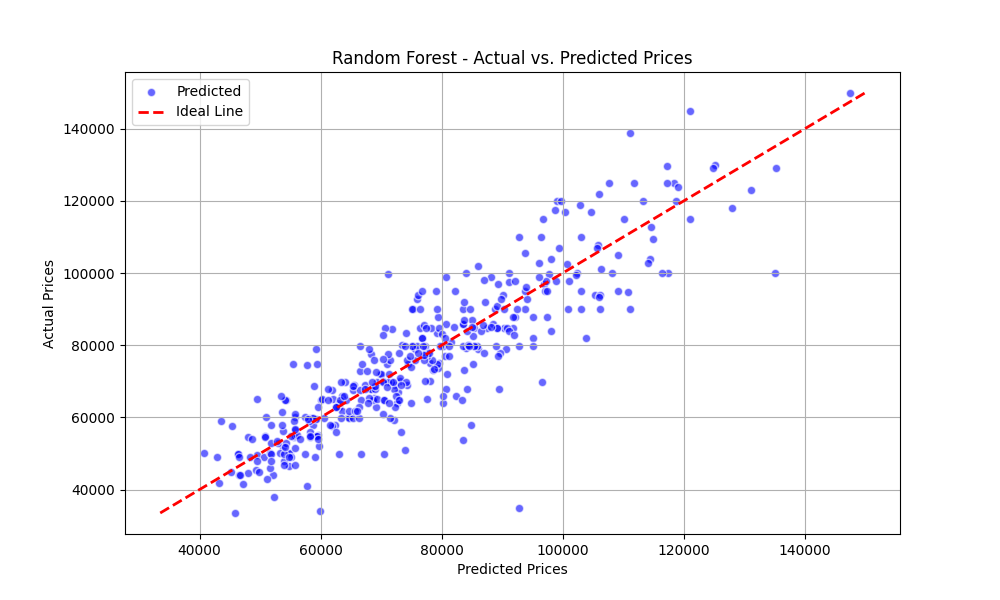 Random Forest - Actual vs. Predicted Prices
Predicted
Ideal Line
Actual Prices
140000
120000
100000
80000
60000
40000
40000
60000
80000
100000
120000
140000
Predicted Prices